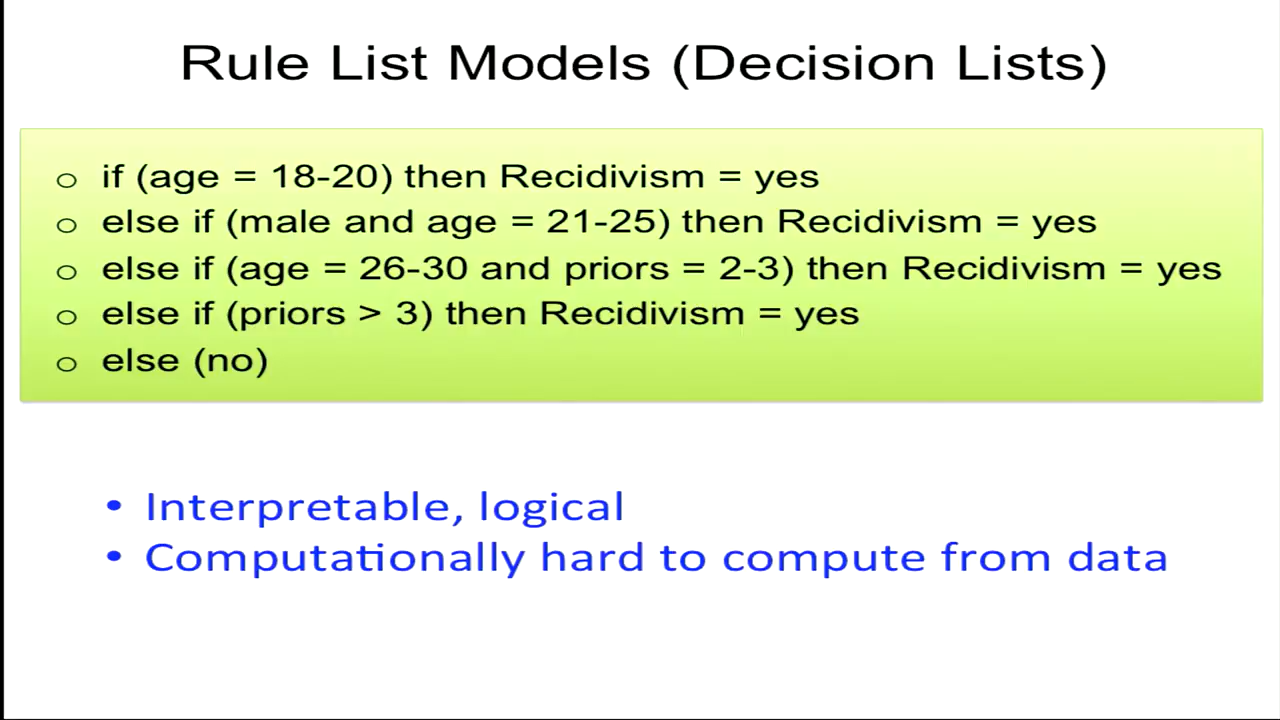 Rule List Models (Decision Lists)
○ if (age = 18-20) then Recidivism = yes
○ else if (male and age = 21-25) then Recidivism = yes
○ else if (age = 26-30 and priors = 2-3) then Recidivism = yes
○ else if (priors > 3) then Recidivism = yes
○ else (no)
• Interpretable, logical
• Computationally hard to compute from data